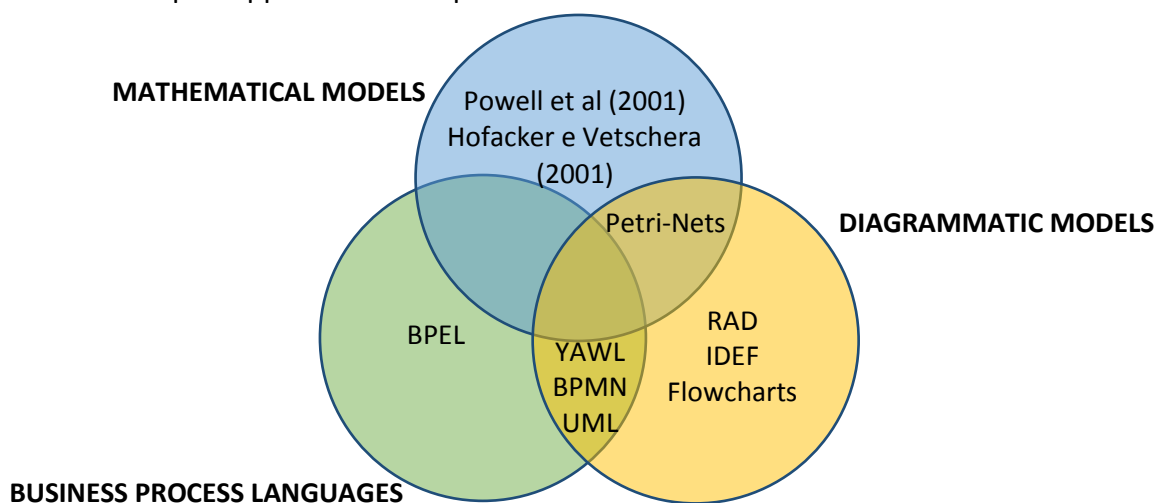 MATHEMATICAL MODELS
Powell et al (2001)
Hofacker e Vetschera
(2001)
Petri-Nets
DIAGRAMMATIC MODELS
BPEL
YAWL
BPMN
UML
RAD
IDEF
Flowcharts
BUSINESS PROCESS LANGUAGES